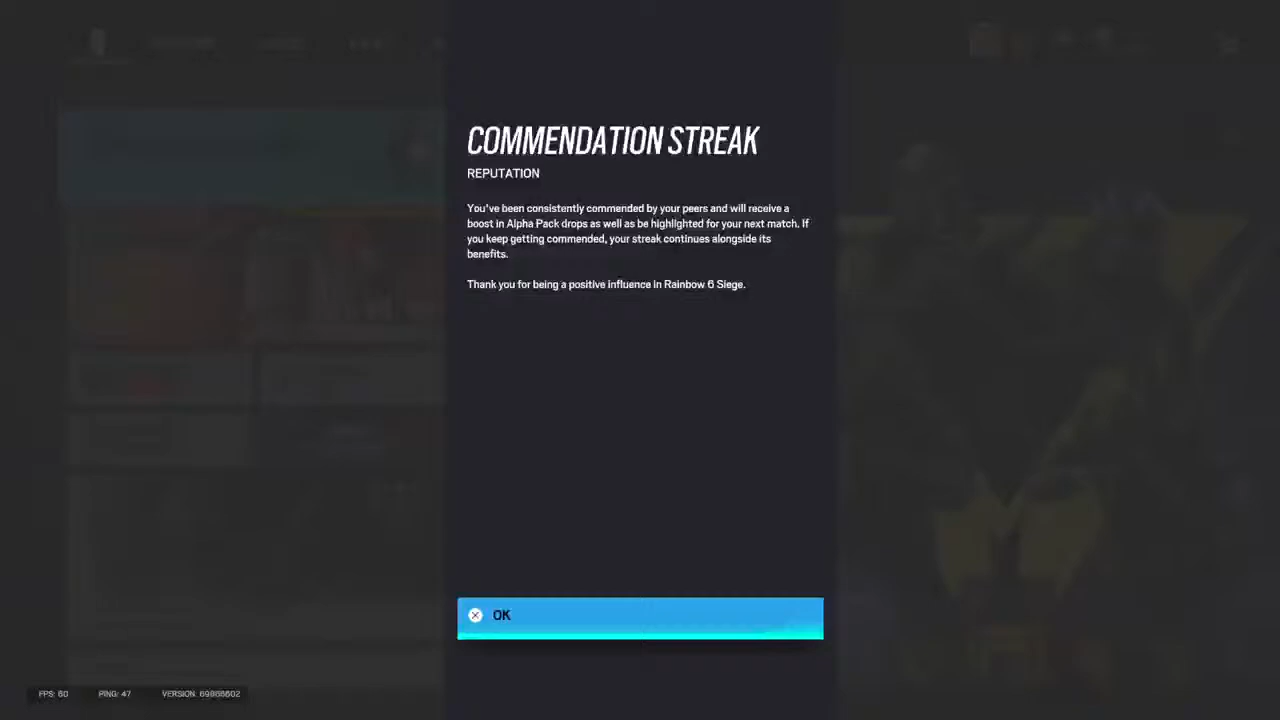 COMMENDATION STREAK
REPUTATION
You've been consistently commended by your peers and will receive a
boost in Alpha Pack drops as well as be highlighted for your next match. If
you keep getting commended, your streak continues alongside its
benefits.
Thank you for being a positive influence in Rainbow 6 Siege.
OK
FPS: 60 PING: 47 VERSION: 69866602